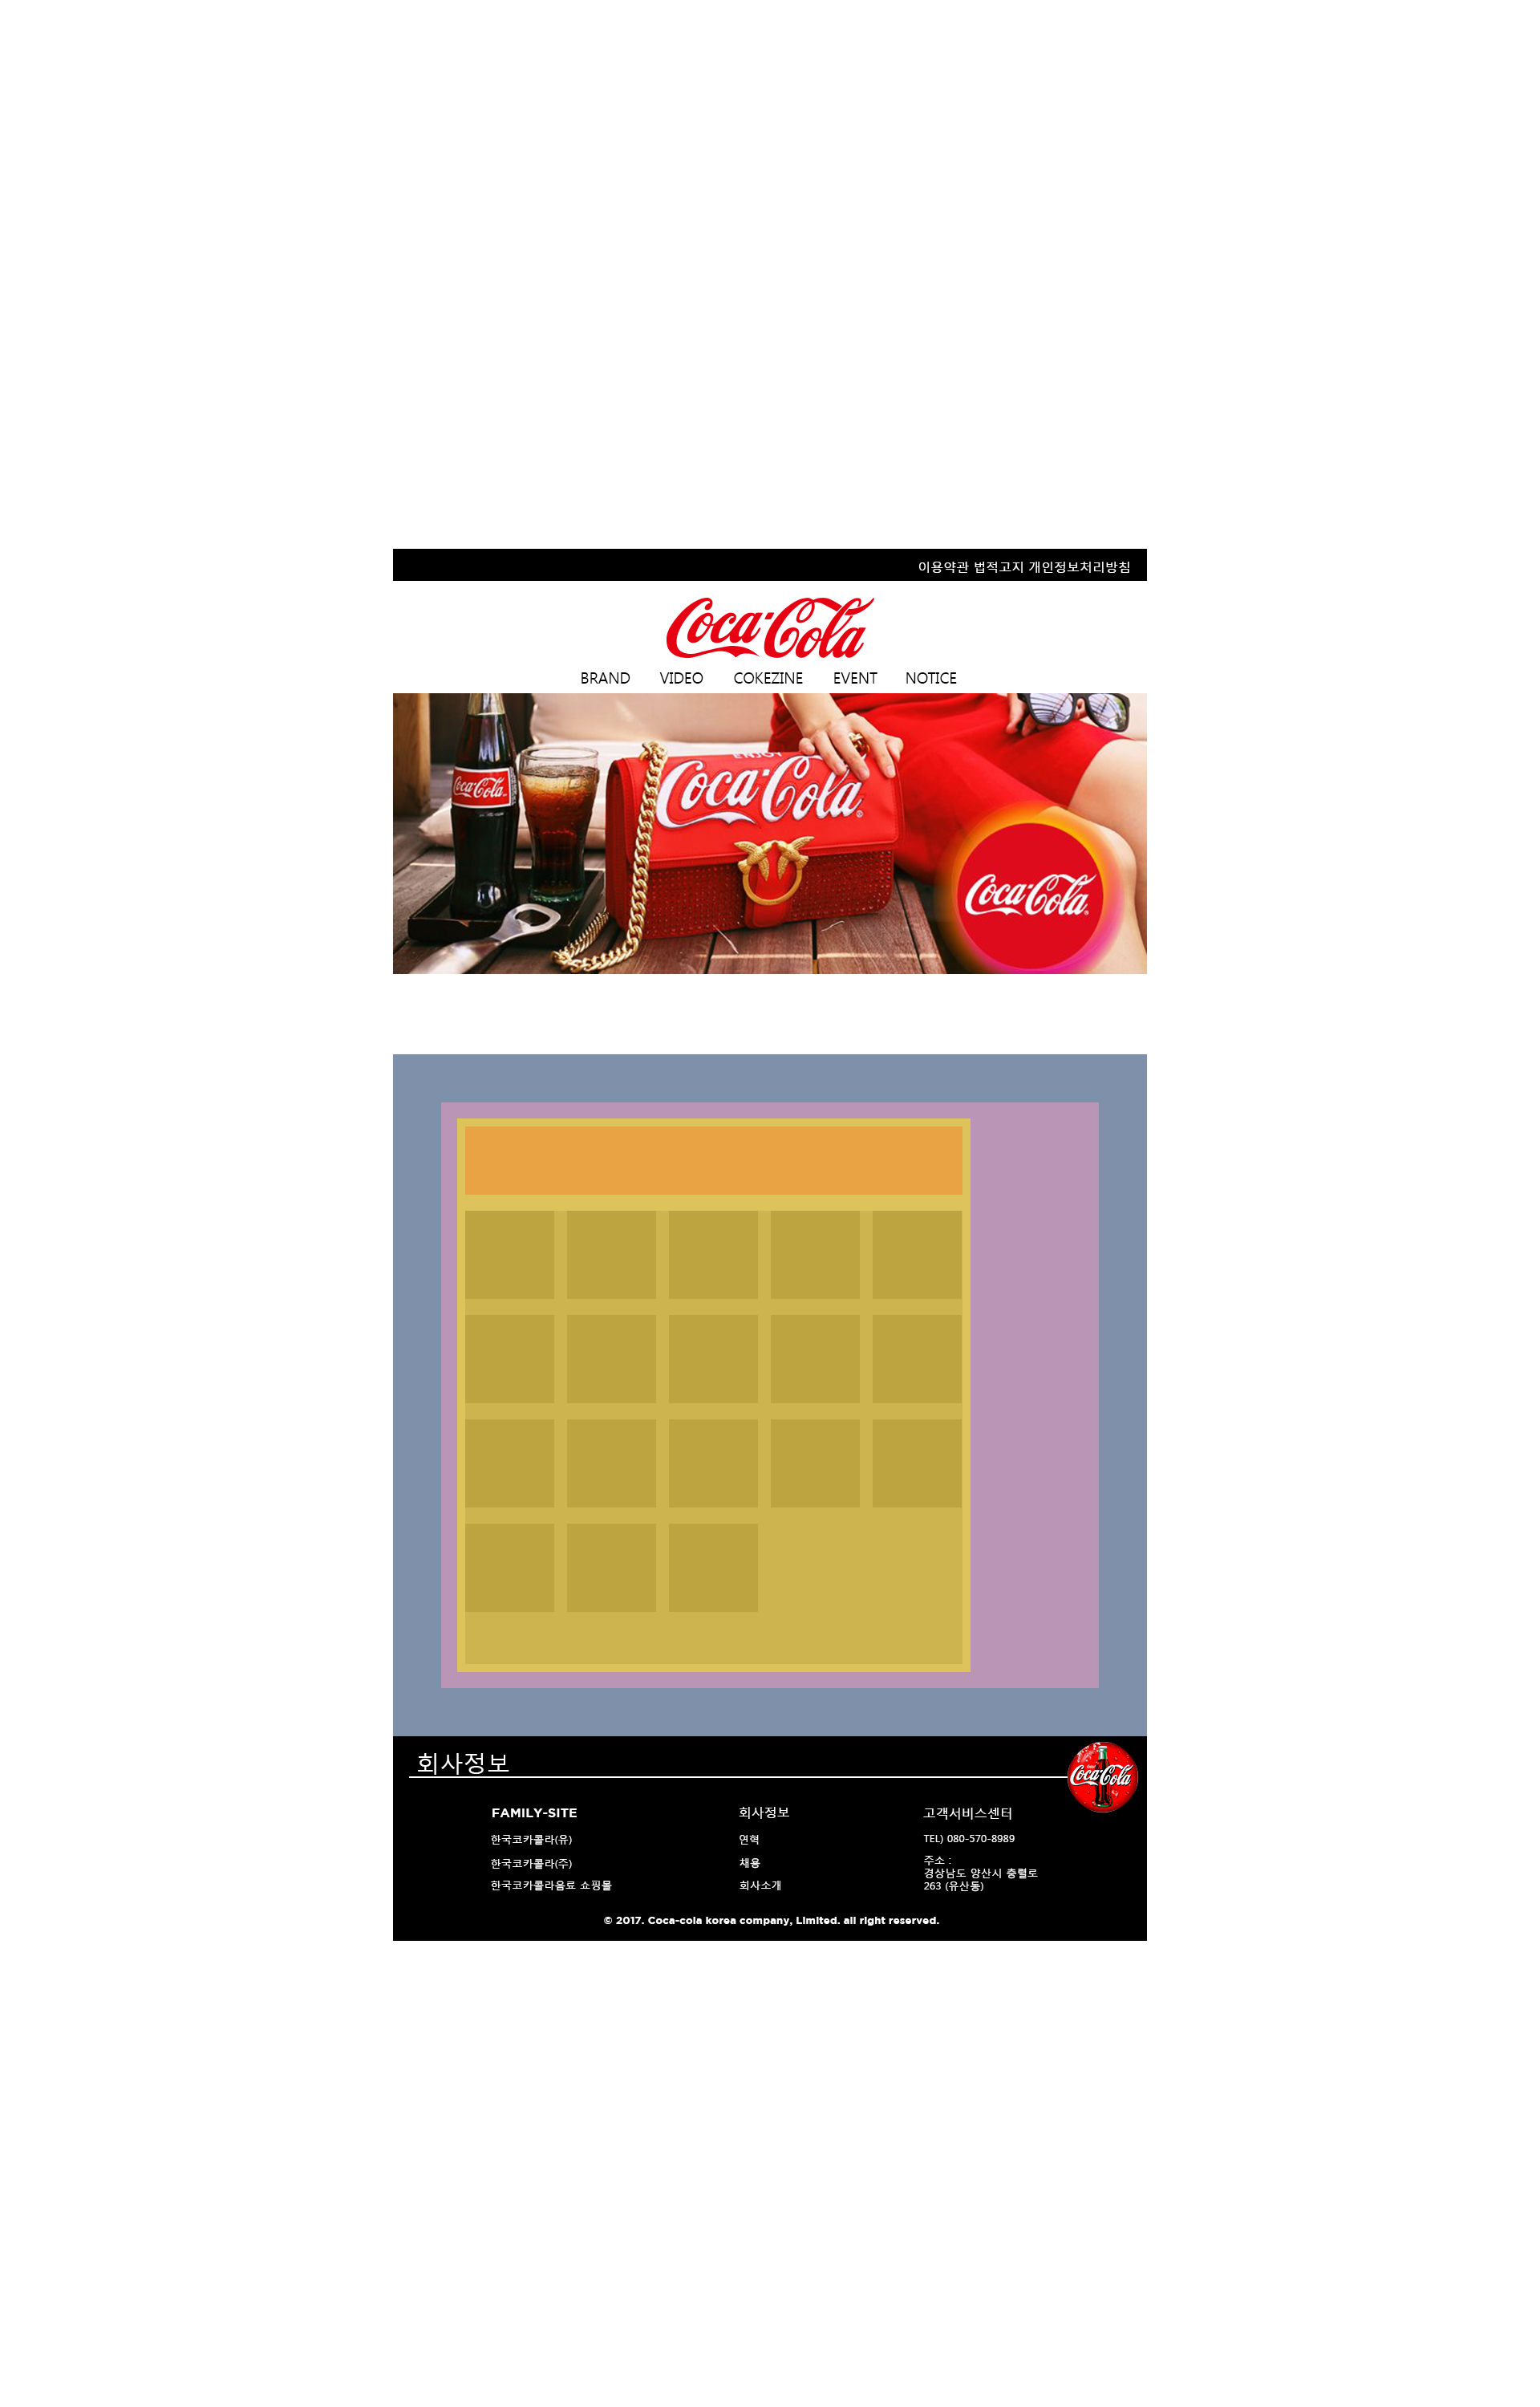 이용약관 법적고지 개인정보처리방침
Coca-Cola
BRAND VIDEO COKEZINE EVENT NOTICE
ENJOY
Coca-Cola®
Coca-Cola
Coca-Cola®
회사정보
Coca-Cola
FAMILY-SITE
한국코카콜라(유)
한국코카콜라(주)
한국코카콜라음료 쇼핑몰
회사정보
연혁
채용
회사소개
고객서비스센터
TEL) 080-570-8989
주소 :
경상남도 양산시 충렬로
263 (유산동)
© 2017. Coca-cola korea company, Limited. all right reserved.